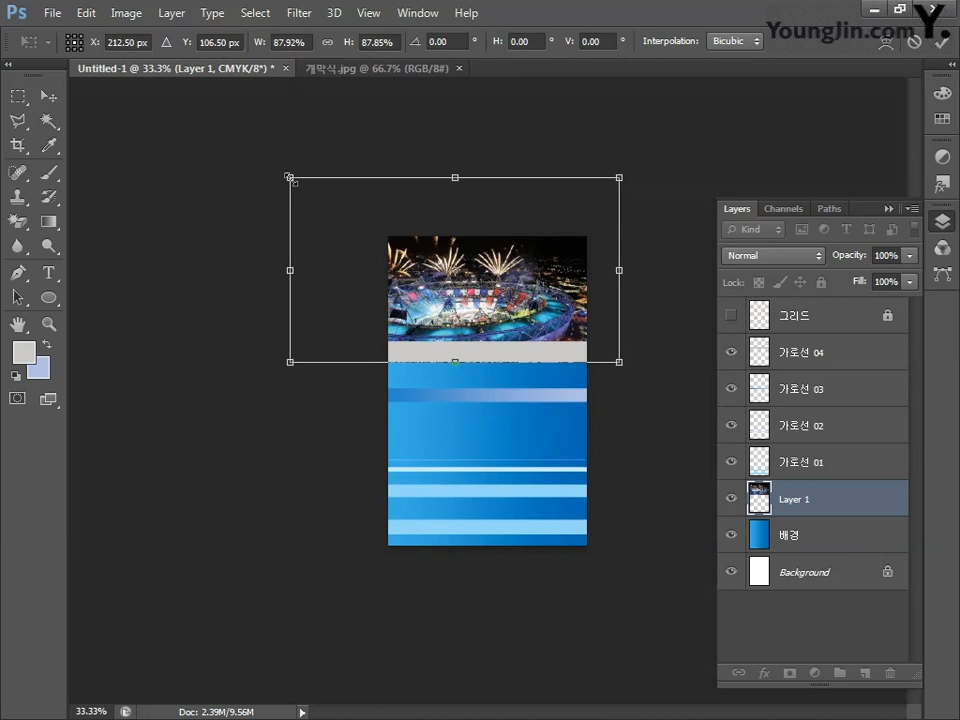 Ps File Edit Image Layer Type Select Filter 3D View Window Help
X: 212.50 px Y: 106.50 px W: 87.92% H: 87.85% 0.00 ° H: 0.00 ° V: 0.00 ° Interpolation: Bicubic
YoungJin.com Y.
Untitled-1 @ 33.3% (Layer 1, CMYK/8*) * × 개막식.jpg @ 66.7% (RGB/8#) ×
Layers Channels Paths
Kind
Normal Opacity: 100%
Lock: Fill: 100%
그리드
가로선 04
가로선 03
가로선 02
가로선 01
Layer 1
배경
Background
33.33% Doc: 2.39M/9.56M